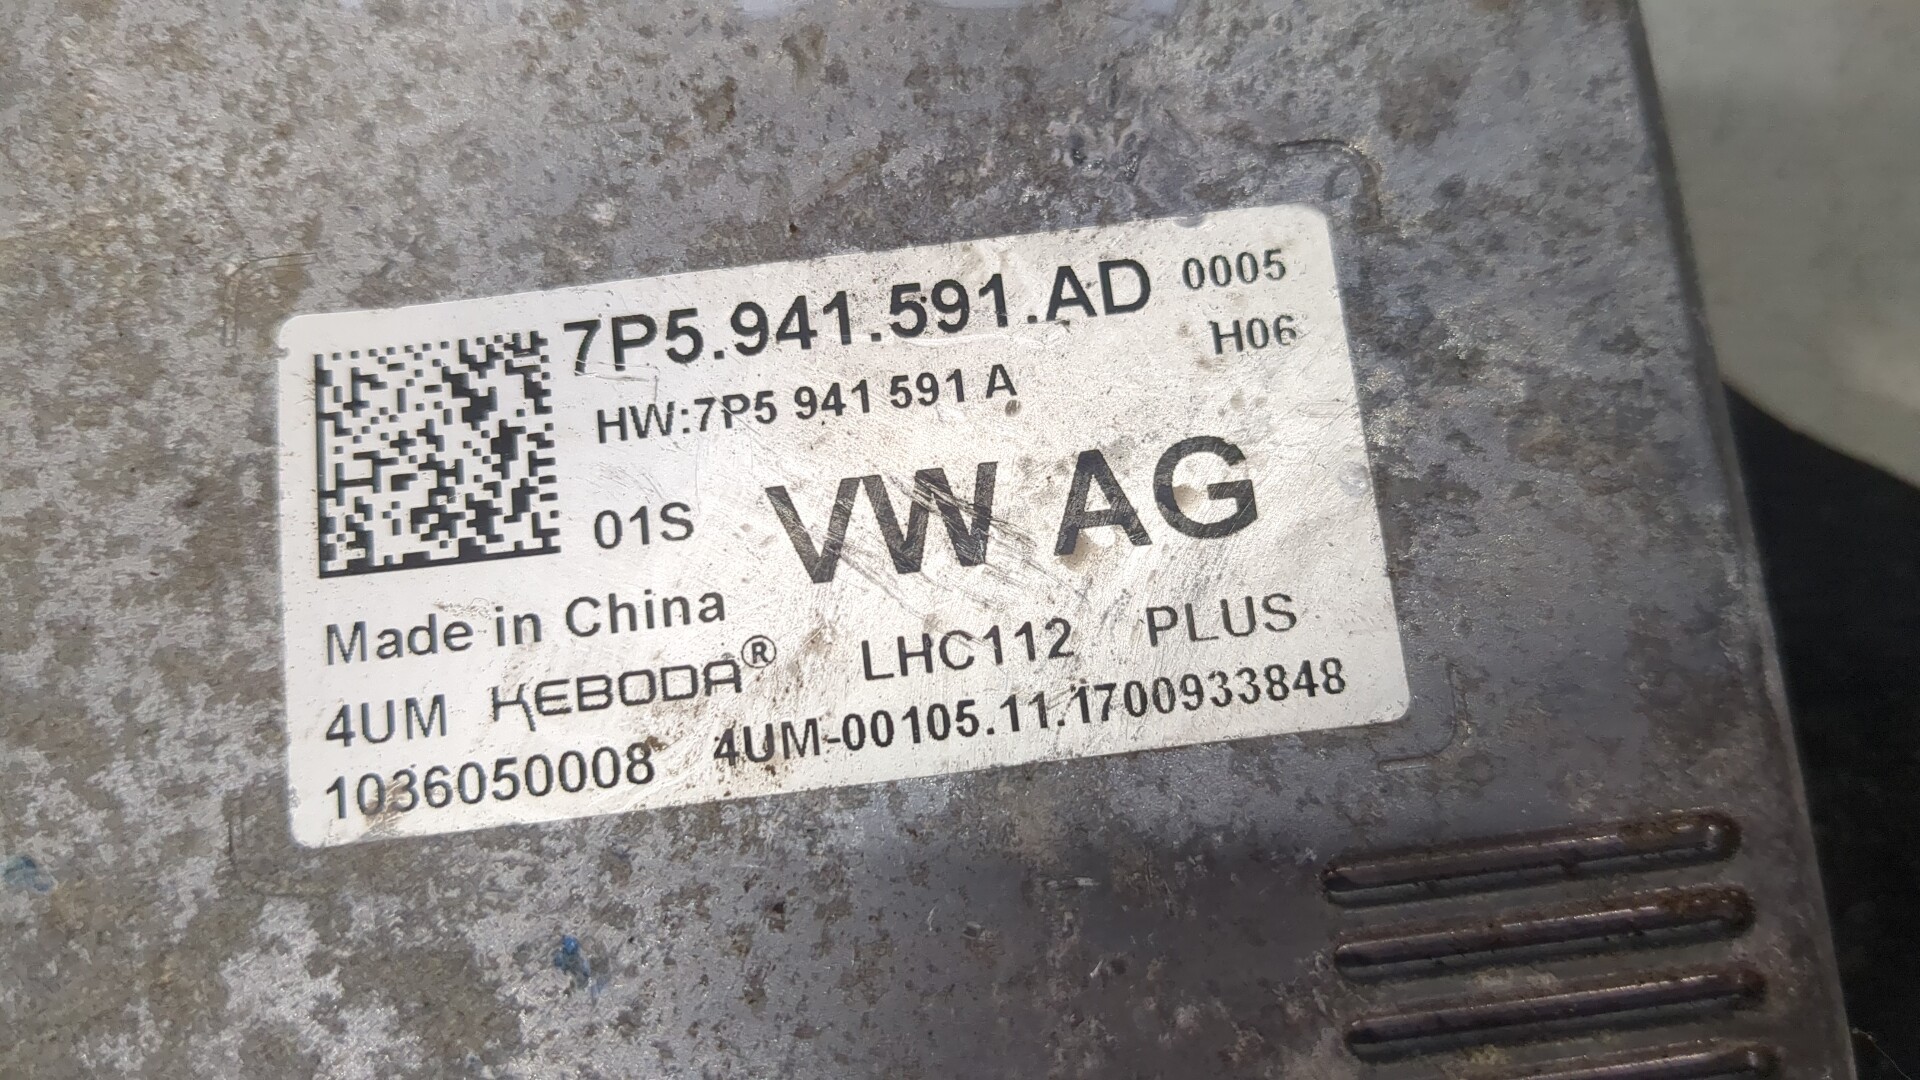 7P5.941.591.AD 0005
HW:7P5 941 591 A H06
01S VW AG
Made in China
4UM KEBODA® LHC112 PLUS
1036050008 4UM-00105.11.1700933848